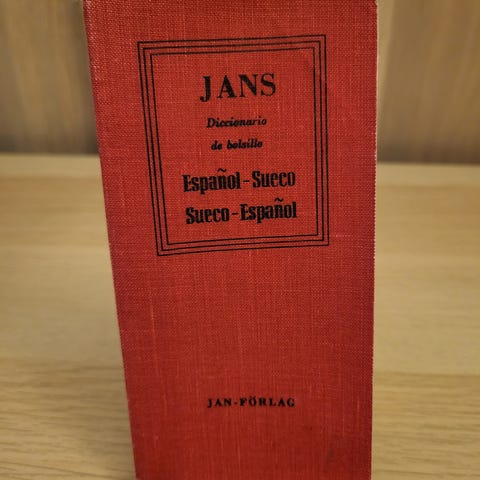 JANS
Diccionario
de bolsillo
Español-Sueco
Sueco-Español
JAN-FÖRLAG